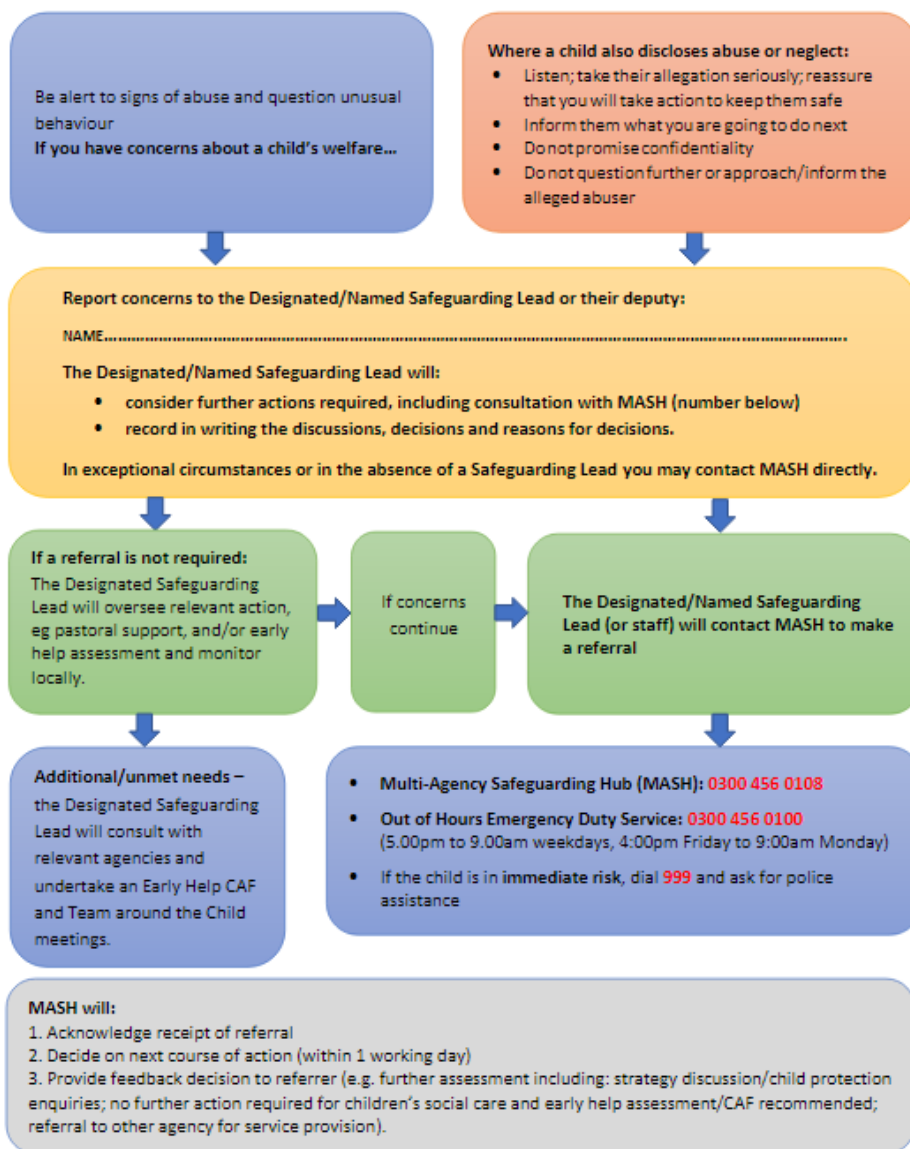 Be alert to signs of abuse and question unusual
behaviour
If you have concerns about a child's welfare…
Where a child also discloses abuse or neglect:
• Listen; take their allegation seriously; reassure
that you will take action to keep them safe
• Inform them what you are going to do next
• Do not promise confidentiality
• Do not question further or approach/inform the
alleged abuser
Report concerns to the Designated/Named Safeguarding Lead or their deputy:
NAME………………………………………………………………………………………………………………………..……………….
The Designated/Named Safeguarding Lead will:
• consider further actions required, including consultation with MASH (number below)
• record in writing the discussions, decisions and reasons for decisions.
In exceptional circumstances or in the absence of a Safeguarding Lead you may contact MASH directly.
If a referral is not required:
The Designated Safeguarding
Lead will oversee relevant action,
eg pastoral support, and/or early
help assessment and monitor
locally.
If concerns
continue
The Designated/Named Safeguarding
Lead (or staff) will contact MASH to make
a referral
Additional/unmet needs –
the Designated Safeguarding
Lead will consult with
relevant agencies and
undertake an Early Help CAF
and Team around the Child
meetings.
• Multi-Agency Safeguarding Hub (MASH): 0300 456 0108
• Out of Hours Emergency Duty Service: 0300 456 0100
(5.00pm to 9.00am weekdays, 4:00pm Friday to 9:00am Monday)
• If the child is in immediate risk, dial 999 and ask for police
assistance
MASH will:
1. Acknowledge receipt of referral
2. Decide on next course of action (within 1 working day)
3. Provide feedback decision to referrer (e.g. further assessment including: strategy discussion/child protection
enquiries; no further action required for children's social care and early help assessment/CAF recommended;
referral to other agency for service provision).